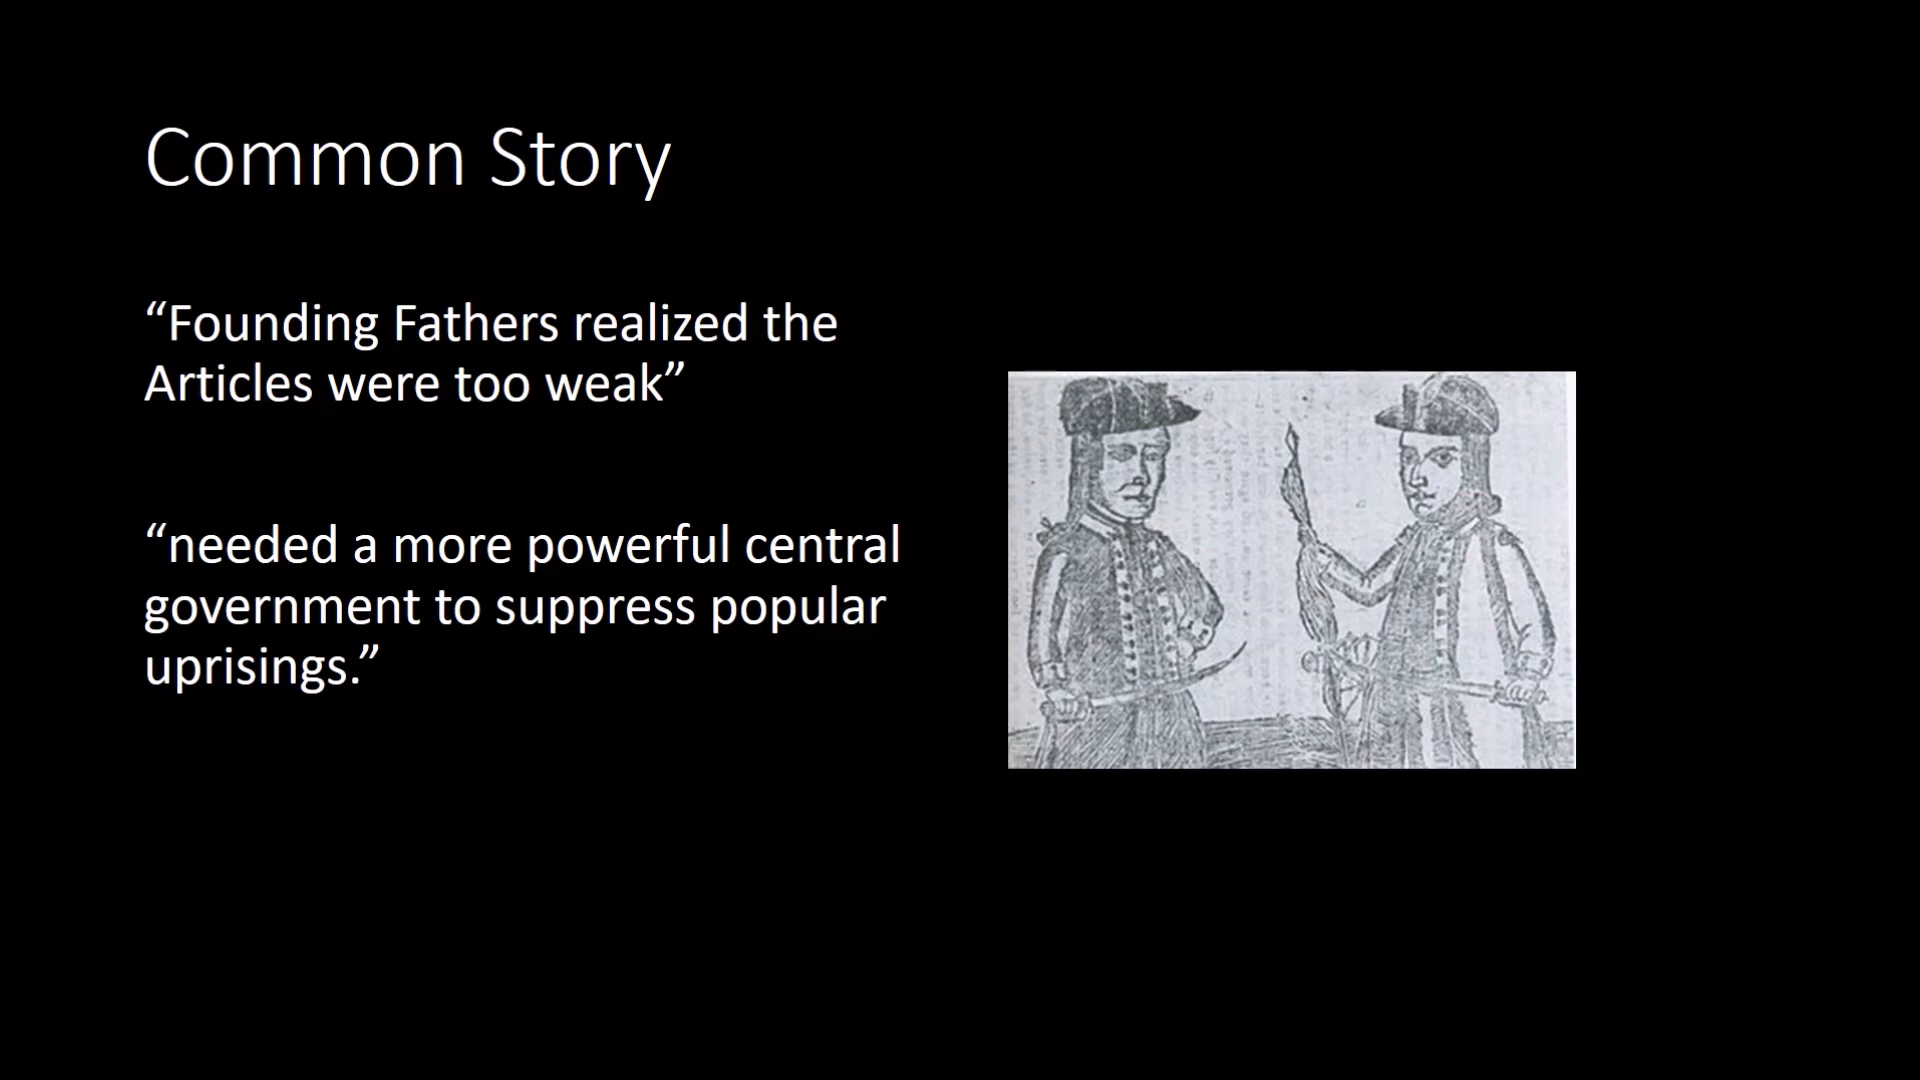 Common Story
“Founding Fathers realized the
Articles were too weak”
“needed a more powerful central
government to suppress popular
uprisings.”